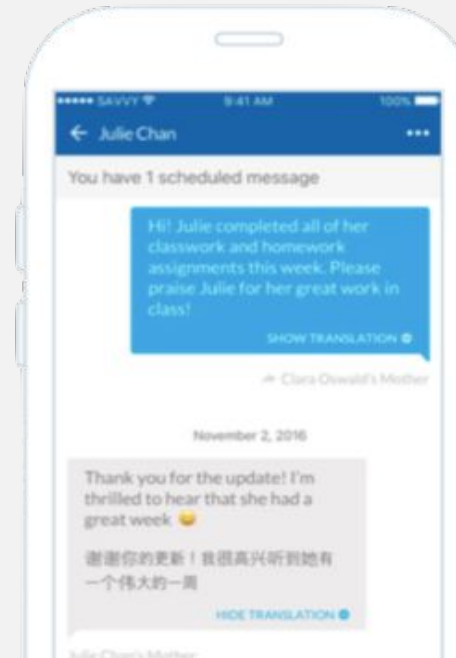 SAVVY 9:41 AM 100%
← Julie Chan •••
You have 1 scheduled message
Hi! Julie completed all of her
classwork and homework
assignments this week. Please
praise Julie for her great work in
class!
SHOW TRANSLATION
Clara Oswald's Mother
November 2, 2016
Thank you for the update! I'm
thrilled to hear that she had a
great week 😄
谢谢你的更新!我很高兴听到她有
一个伟大的一周
HIDE TRANSLATION
Julie Chan's Mother